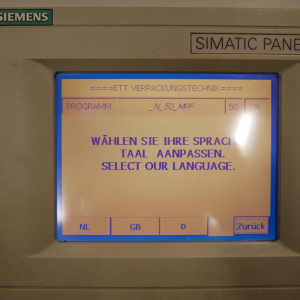 SIEMENS
SIMATIC PANE
====ETT VERPACKUNGSTECHNIK====
PROGRAMM _N_50_MPF 50 %
WÄHLEN SIE IHRE SPRACHE.
TAAL AANPASSEN.
SELECT OUR LANGUAGE.
NL GB D Zurück